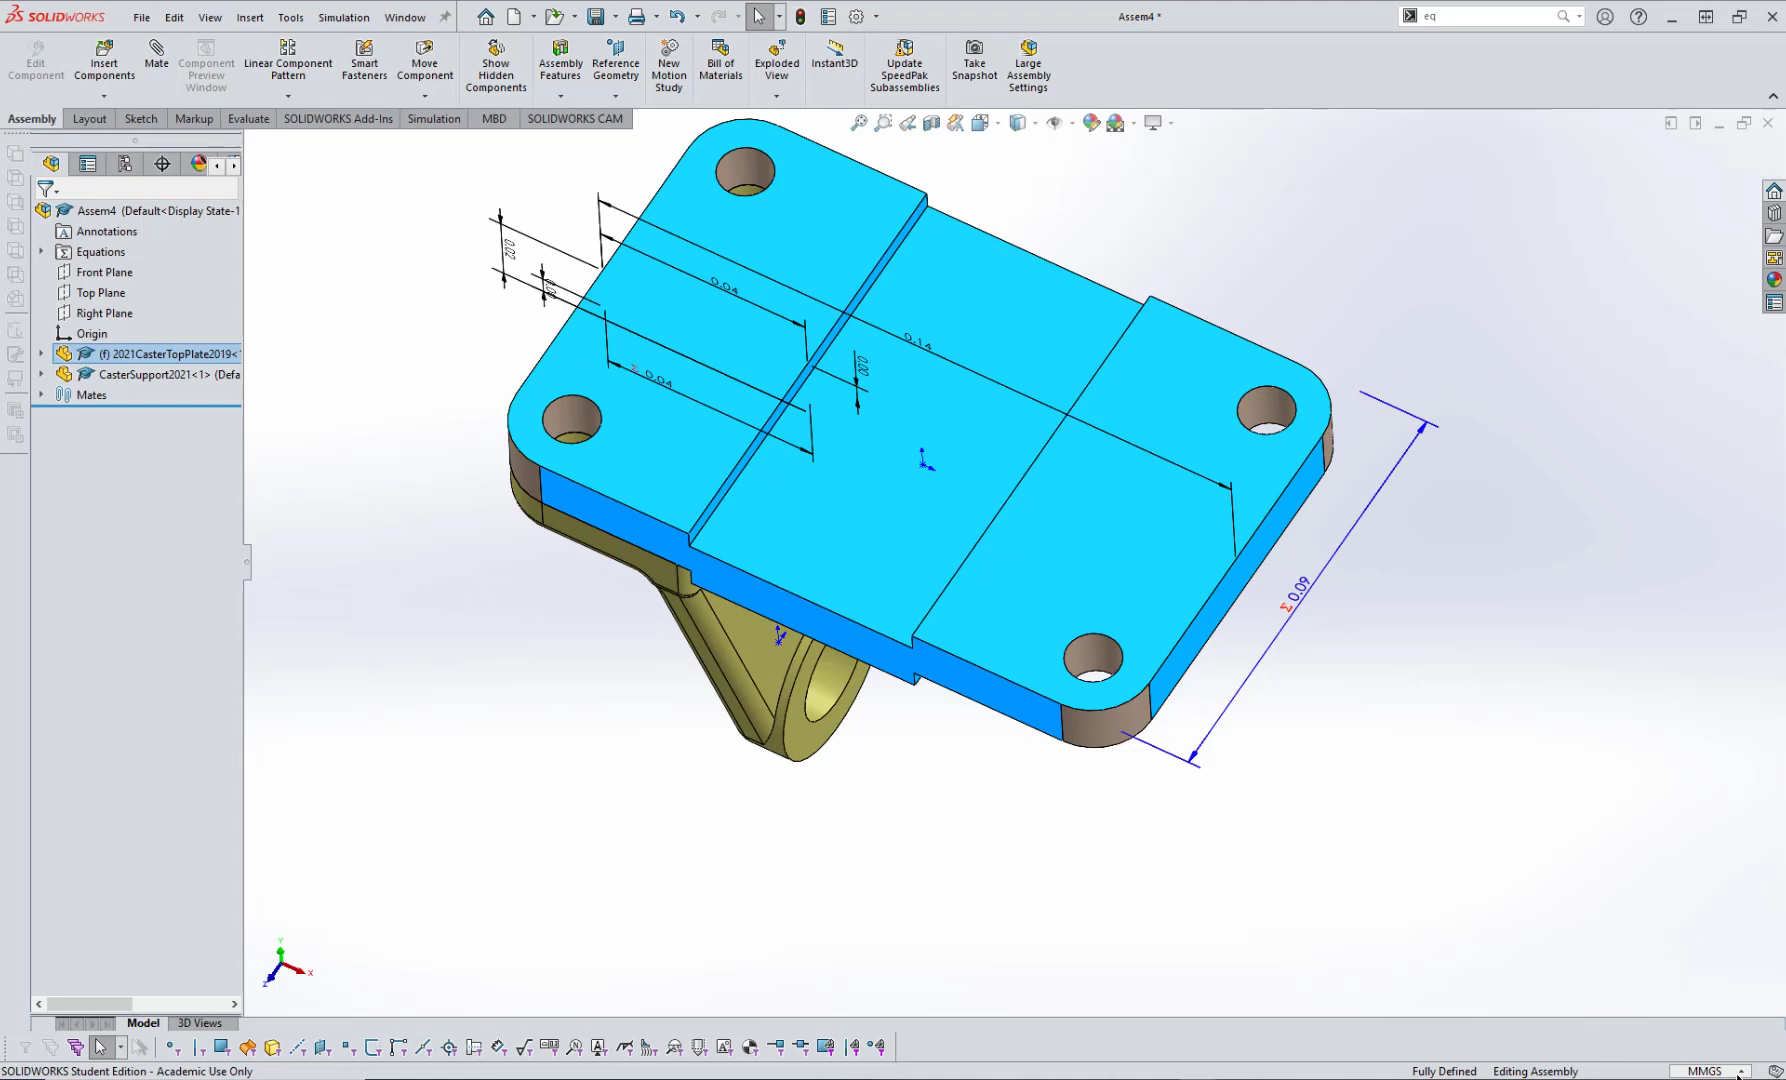 SOLIDWORKS
File Edit View Insert Tools Simulation Window
Assem4 *
eq
Edit Component
Insert Components
Mate
Component Preview Window
Linear Component Pattern
Smart Fasteners
Move Component
Show Hidden Components
Assembly Features
Reference Geometry
New Motion Study
Bill of Materials
Exploded View
Instant3D
Update SpeedPak Subassemblies
Take Snapshot
Large Assembly Settings
Assembly Layout Sketch Markup Evaluate SOLIDWORKS Add-Ins Simulation MBD SOLIDWORKS CAM
Assem4 (Default<Display State-1
Annotations
Equations
Front Plane
Top Plane
Right Plane
Origin
(f) 2021CasterTopPlate2019<
CasterSupport2021<1> (Defa
Mates
0.02
0.04
0.14
0.00
Σ 0.04
Σ 0.09
Y
X
Z
Model 3D Views
SOLIDWORKS Student Edition - Academic Use Only
Fully Defined Editing Assembly MMGS